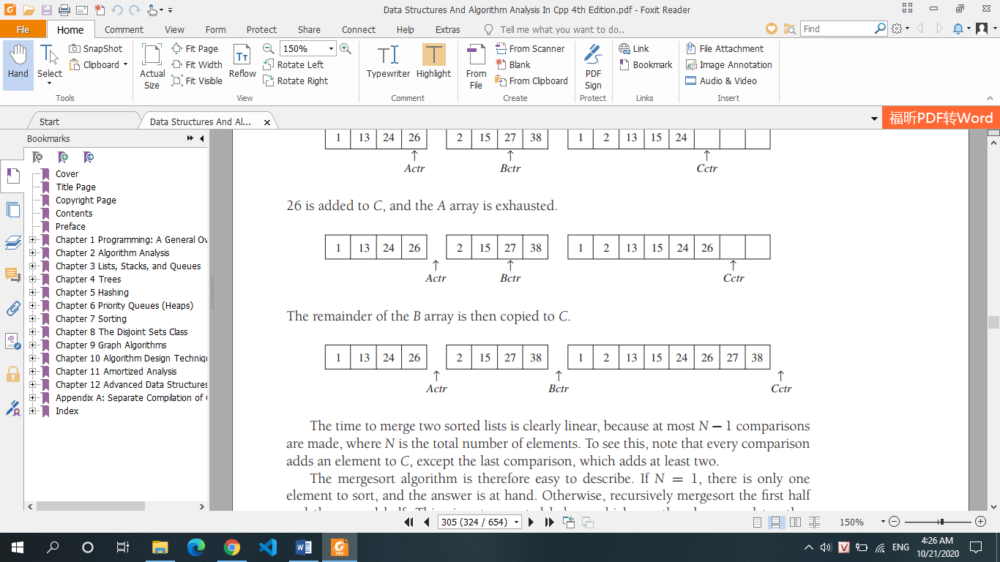 Data Structures And Algorithm Analysis In Cpp 4th Edition.pdf - Foxit Reader
File Home Comment View Form Protect Share Connect Help Extras Tell me what you want to do.. Find
Hand
Select
SnapShot
Clipboard
Tools
Actual Size
Fit Page
Fit Width
Fit Visible
Reflow
150%
Rotate Left
Rotate Right
View
Typewriter
Highlight
Comment
From File
From Scanner
Blank
From Clipboard
Create
PDF Sign
Protect
Link
Bookmark
Links
File Attachment
Image Annotation
Audio & Video
Insert
Start
Data Structures And Al...
福昕PDF转Word
Bookmarks
Cover
Title Page
Copyright Page
Contents
Preface
Chapter 1 Programming: A General Ov
Chapter 2 Algorithm Analysis
Chapter 3 Lists, Stacks, and Queues
Chapter 4 Trees
Chapter 5 Hashing
Chapter 6 Priority Queues (Heaps)
Chapter 7 Sorting
Chapter 8 The Disjoint Sets Class
Chapter 9 Graph Algorithms
Chapter 10 Algorithm Design Techniqu
Chapter 11 Amortized Analysis
Chapter 12 Advanced Data Structures
Appendix A: Separate Compilation of
Index
1 13 24 26 2 15 27 38 1 2 13 15 24
↑ ↑ ↑
Actr Bctr Cctr
26 is added to C, and the A array is exhausted.
1 13 24 26 2 15 27 38 1 2 13 15 24 26
↑ ↑ ↑
Actr Bctr Cctr
The remainder of the B array is then copied to C.
1 13 24 26 2 15 27 38 1 2 13 15 24 26 27 38
↑ ↑ ↑
Actr Bctr Cctr
The time to merge two sorted lists is clearly linear, because at most N − 1 comparisons
are made, where N is the total number of elements. To see this, note that every comparison
adds an element to C, except the last comparison, which adds at least two.
The mergesort algorithm is therefore easy to describe. If N = 1, there is only one
element to sort, and the answer is at hand. Otherwise, recursively mergesort the first half
305 (324 / 654)
150%
ENG
4:26 AM
10/21/2020